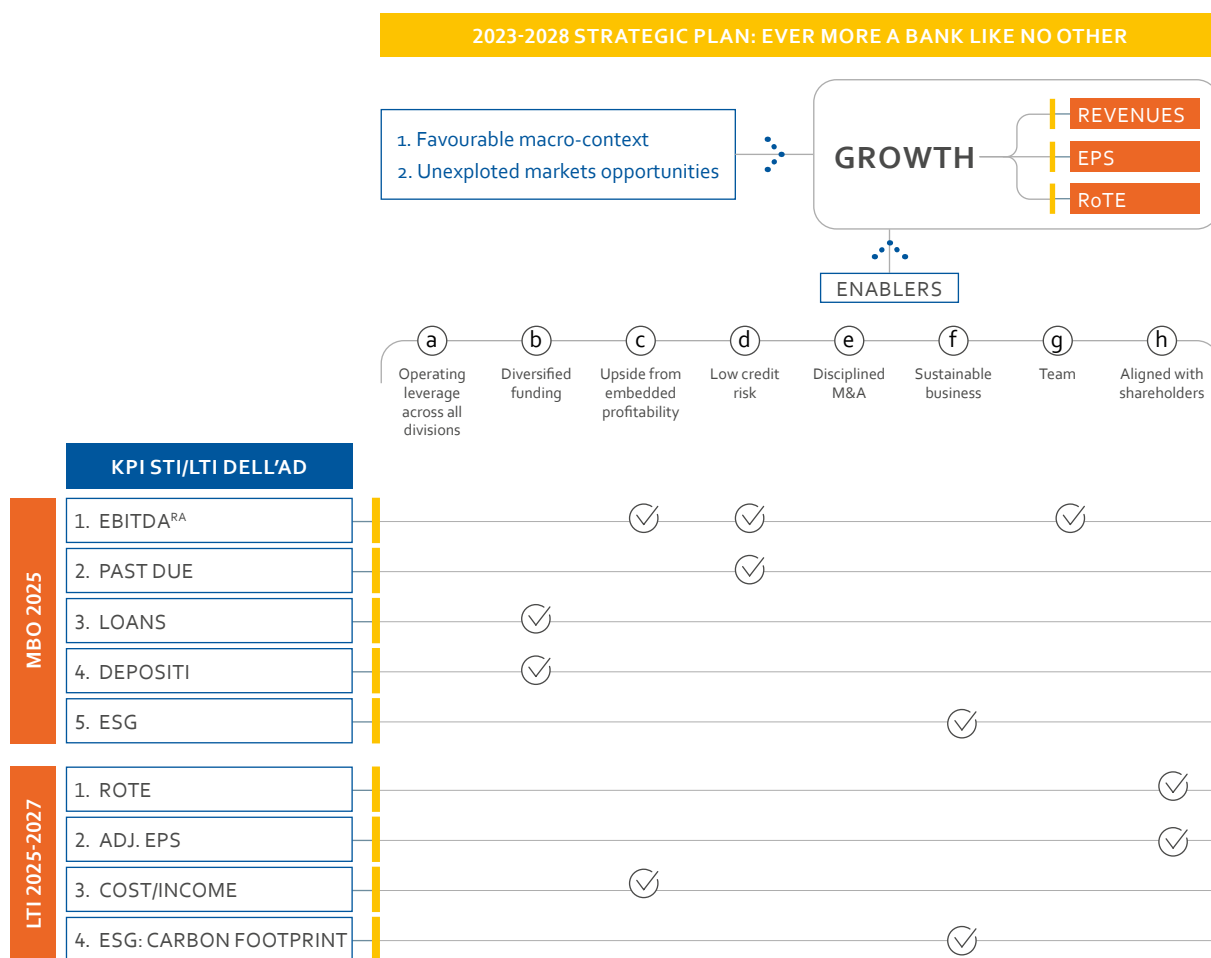 2023-2028 STRATEGIC PLAN: EVER MORE A BANK LIKE NO OTHER
1. Favourable macro-context
2. Unexploted markets opportunities
GROWTH
REVENUES
EPS
RoTE
ENABLERS
a
b
c
d
e
f
g
h
Operating
leverage
across all
divisions
Diversified
funding
Upside from
embedded
profitability
Low credit
risk
Disciplined
M&A
Sustainable
business
Team
Aligned with
shareholders
KPI STI/LTI DELL’AD
MBO 2025
1. EBITDARA
2. PAST DUE
3. LOANS
4. DEPOSITI
5. ESG
LTI 2025-2027
1. ROTE
2. ADJ. EPS
3. COST/INCOME
4. ESG: CARBON FOOTPRINT